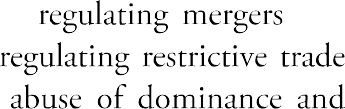 regulating mergers
regulating restrictive trade
abuse of dominance and